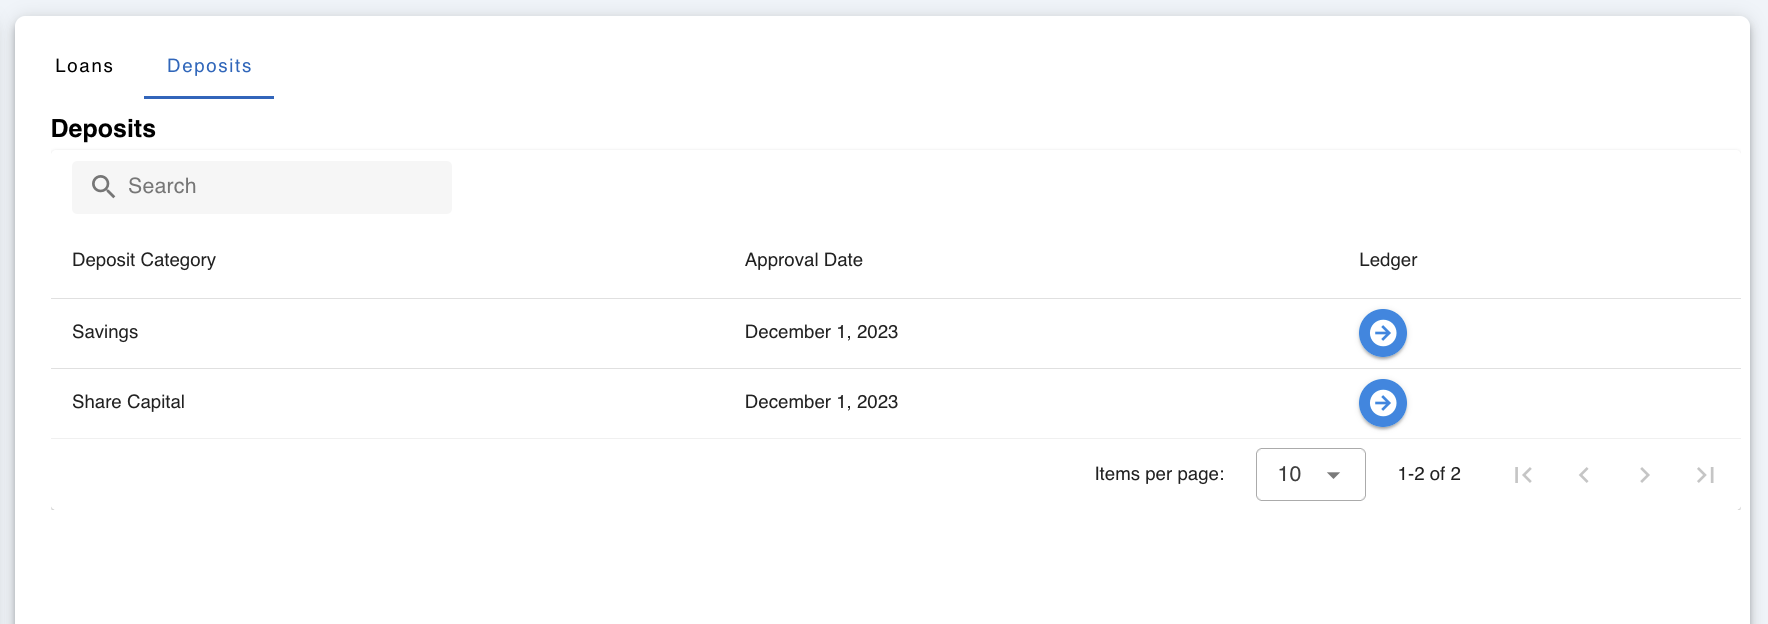 Loans Deposits
Deposits
Search
Deposit Category Approval Date Ledger
Savings December 1, 2023
Share Capital December 1, 2023
Items per page: 10 1-2 of 2